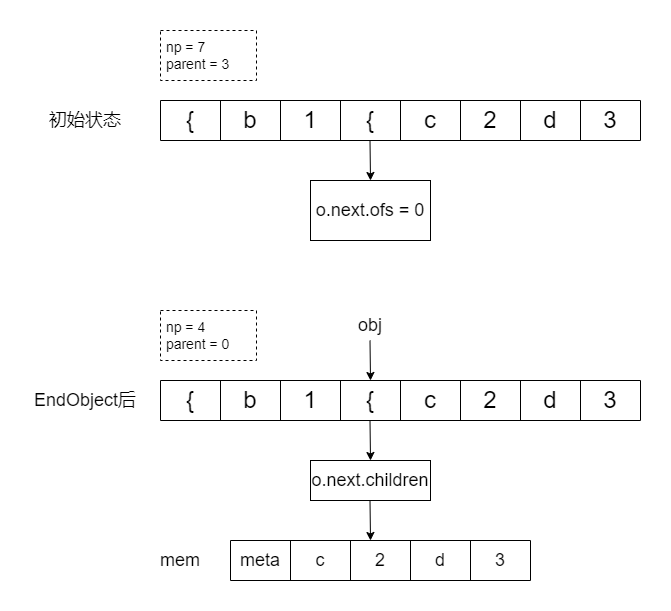 np = 7
parent = 3
初始状态 { b 1 { c 2 d 3
o.next.ofs = 0
np = 4
parent = 0
obj
EndObject后 { b 1 { c 2 d 3
o.next.children
mem meta c 2 d 3